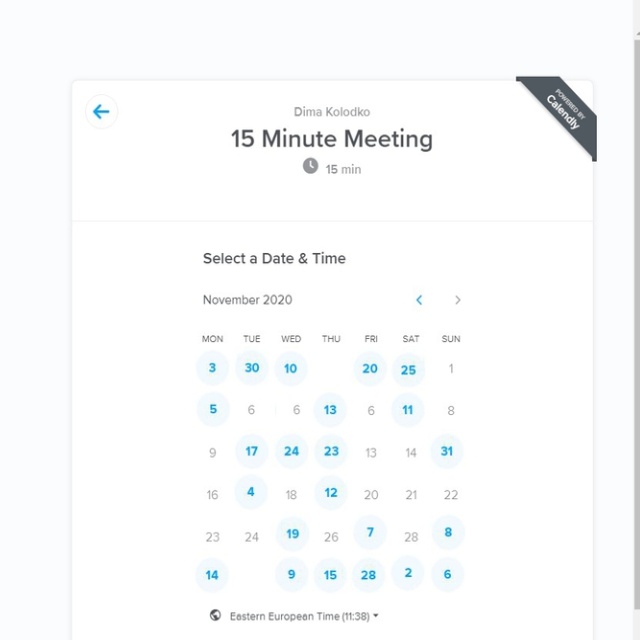 POWERED BY
Calendly
Dima Kolodko
15 Minute Meeting
15 min
Select a Date & Time
November 2020
MON TUE WED THU FRI SAT SUN
3 30 10 20 25 1
5 6 6 13 6 11 8
9 17 24 23 13 14 31
16 4 18 12 20 21 22
23 24 19 26 7 28 8
14 9 15 28 2 6
Eastern European Time (11:38)